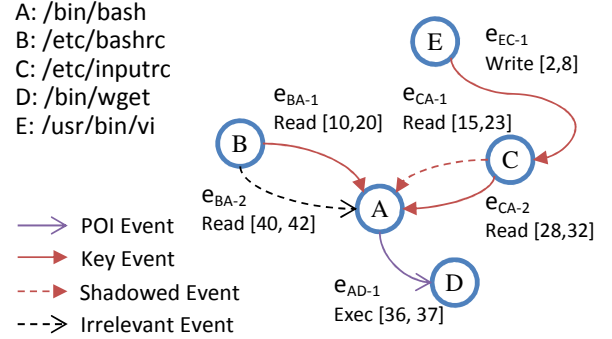 A: /bin/bash
B: /etc/bashrc
C: /etc/inputrc
D: /bin/wget
E: /usr/bin/vi
E
eEC-1
Write [2,8]
eBA-1
Read [10,20]
eCA-1
Read [15,23]
B
C
eBA-2
Read [40, 42]
A
eCA-2
Read [28,32]
eAD-1
Exec [36, 37]
D
POI Event
Key Event
Shadowed Event
Irrelevant Event